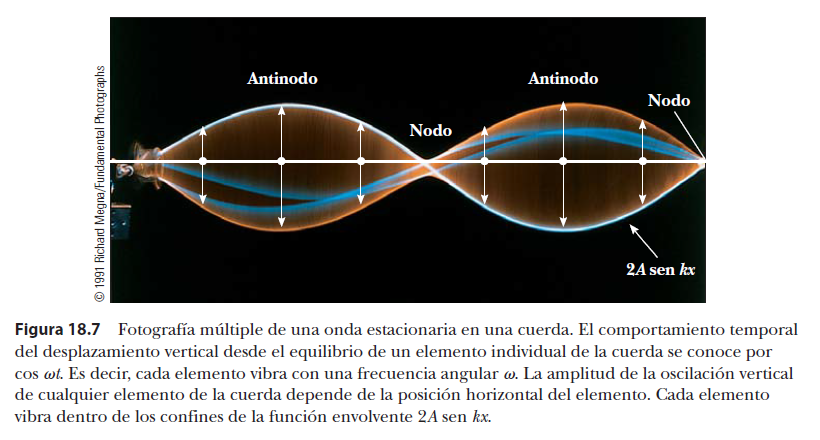 © 1991 Richard Megna/Fundamental Photographs
Antinodo
Antinodo
Nodo
Nodo
2A sen kx
Figura 18.7 Fotografía múltiple de una onda estacionaria en una cuerda. El comportamiento temporal
del desplazamiento vertical desde el equilibrio de un elemento individual de la cuerda se conoce por
cos ωt. Es decir, cada elemento vibra con una frecuencia angular ω. La amplitud de la oscilación vertical
de cualquier elemento de la cuerda depende de la posición horizontal del elemento. Cada elemento
vibra dentro de los confines de la función envolvente 2A sen kx.